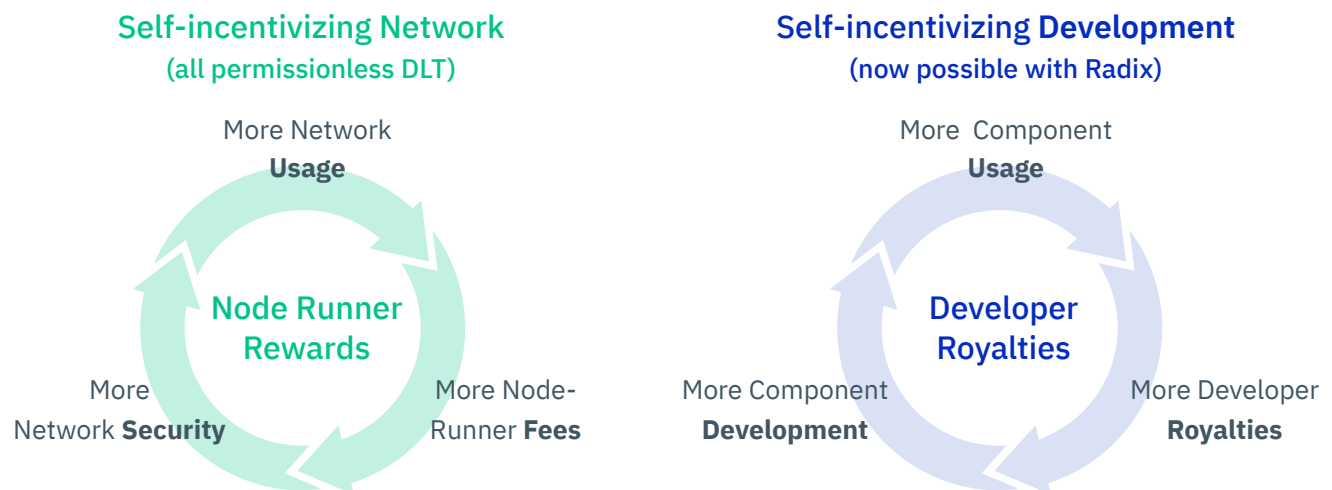 Self-incentivizing Network
(all permissionless DLT)
More Network
Usage
Node Runner
Rewards
More
Network Security
More Node-
Runner Fees
Self-incentivizing Development
(now possible with Radix)
More Component
Usage
Developer
Royalties
More Component
Development
More Developer
Royalties